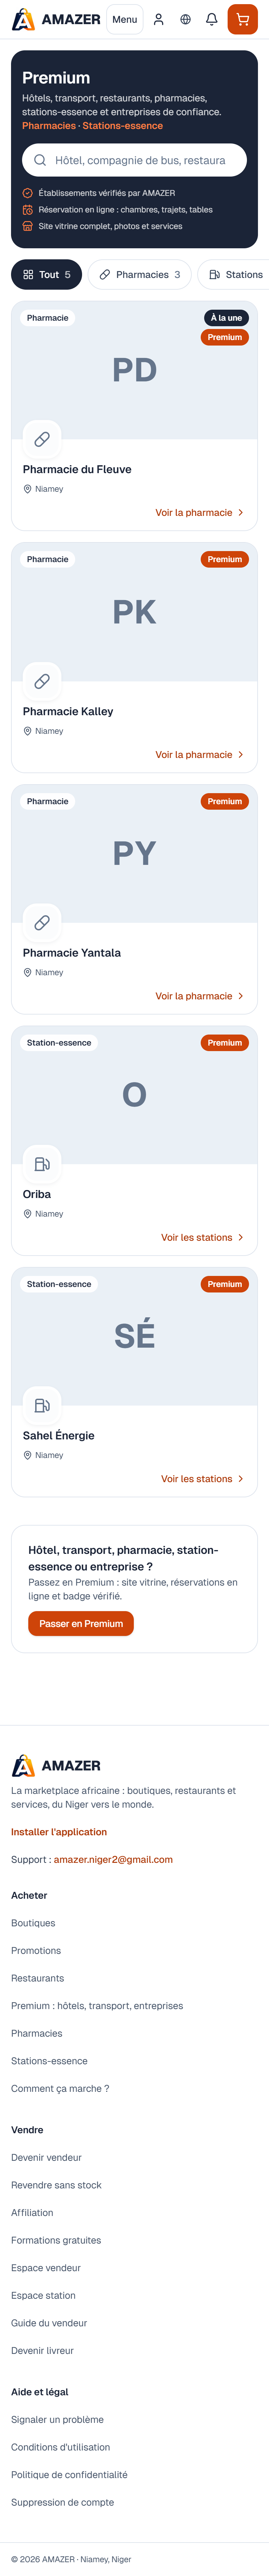 AMAZER Menu
Premium
Hôtels, transport, restaurants, pharmacies,
stations-essence et entreprises de confiance.
Pharmacies · Stations-essence
Hôtel, compagnie de bus, restaura
Établissements vérifiés par AMAZER
Réservation en ligne : chambres, trajets, tables
Site vitrine complet, photos et services
Tout 5 Pharmacies 3 Stations
Pharmacie À la une
Premium
PD
Pharmacie du Fleuve
Niamey
Voir la pharmacie
Pharmacie Premium
PK
Pharmacie Kalley
Niamey
Voir la pharmacie
Pharmacie Premium
PY
Pharmacie Yantala
Niamey
Voir la pharmacie
Station-essence Premium
O
Oriba
Niamey
Voir les stations
Station-essence Premium
SÉ
Sahel Énergie
Niamey
Voir les stations
Hôtel, transport, pharmacie, station-
essence ou entreprise ?
Passez en Premium : site vitrine, réservations en
ligne et badge vérifié.
Passer en Premium
AMAZER
La marketplace africaine : boutiques, restaurants et
services, du Niger vers le monde.
Installer l'application
Support : amazer.niger2@gmail.com
Acheter
Boutiques
Promotions
Restaurants
Premium : hôtels, transport, entreprises
Pharmacies
Stations-essence
Comment ça marche ?
Vendre
Devenir vendeur
Revendre sans stock
Affiliation
Formations gratuites
Espace vendeur
Espace station
Guide du vendeur
Devenir livreur
Aide et légal
Signaler un problème
Conditions d'utilisation
Politique de confidentialité
Suppression de compte
© 2026 AMAZER · Niamey, Niger